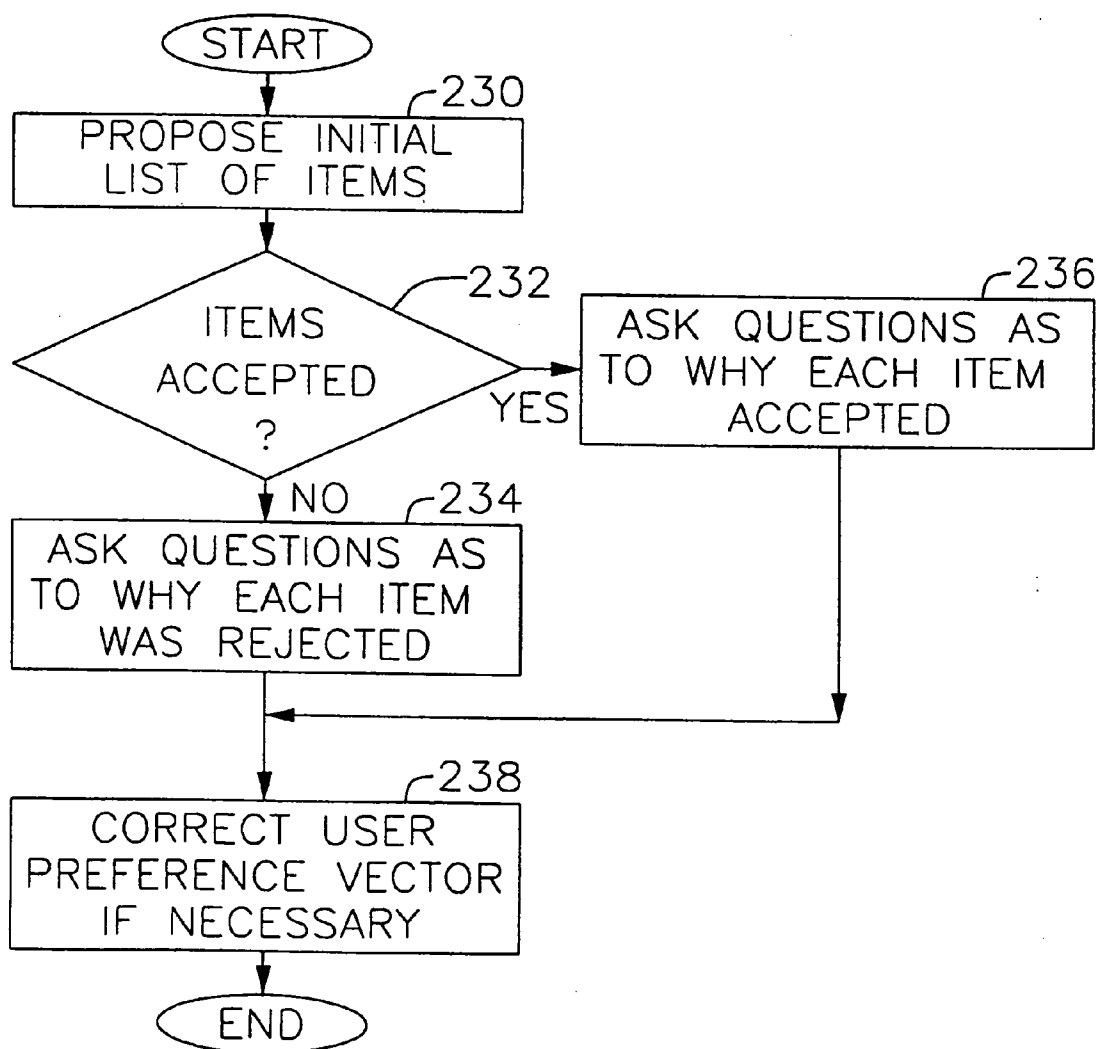 START
230
PROPOSE INITIAL
LIST OF ITEMS
232
ITEMS
ACCEPTED
?
YES
236
ASK QUESTIONS AS
TO WHY EACH ITEM
ACCEPTED
NO
234
ASK QUESTIONS AS
TO WHY EACH ITEM
WAS REJECTED
238
CORRECT USER
PREFERENCE VECTOR
IF NECESSARY
END